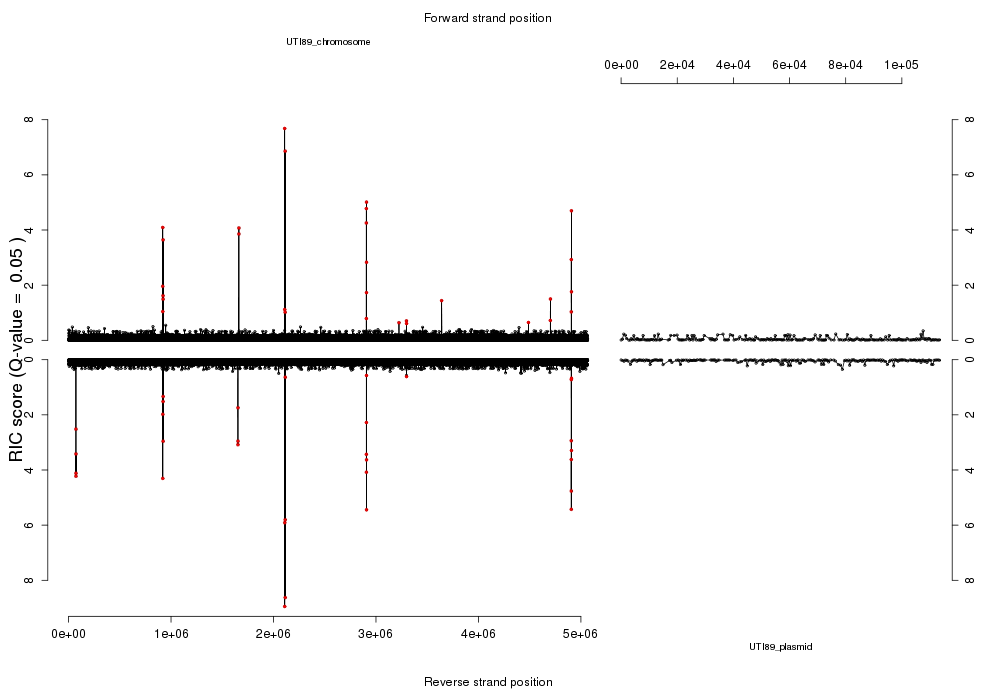 Forward strand position
UTI89_chromosome
0e+00 2e+04 4e+04 6e+04 8e+04 1e+05
8 6 4 2 0
0 2 4 6 8
RIC score (Q-value = 0.05 )
8 6 4 2 0
0 2 4 6 8
0e+00 1e+06 2e+06 3e+06 4e+06 5e+06
UTI89_plasmid
Reverse strand position